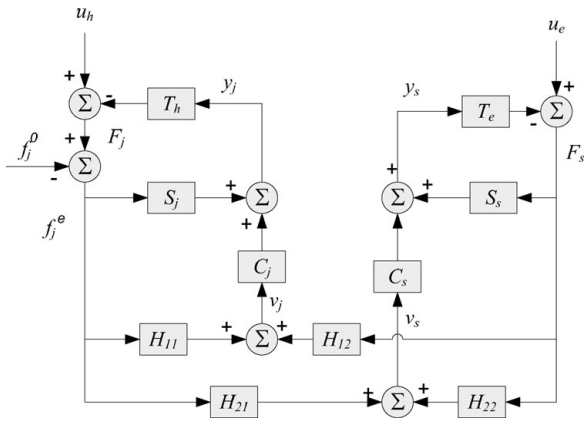 u_h
u_e
+
+
Σ
-
T_h
y_j
y_s
T_e
-
Σ
+
F_j
F_s
f_j^0
-
Σ
S_j
+
Σ
+
+
Σ
+
S_s
f_j^e
C_j
C_s
v_j
v_s
H_11
+
Σ
+
H_12
H_21
+
Σ
+
H_22